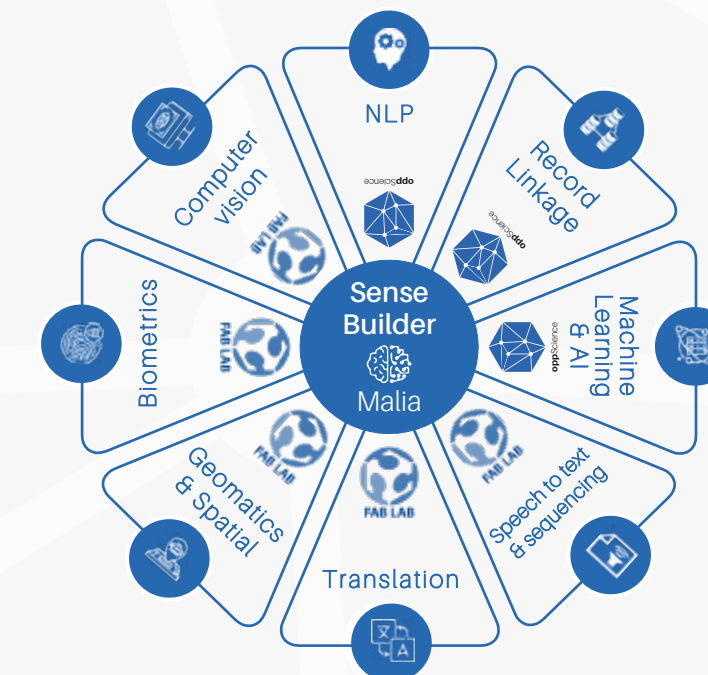 NLP
oppScience
Record
Linkage
oppScience
Machine
Learning
& AI
oppScience
Speech to text
& sequencing
FAB LAB
Translation
FAB LAB
Geomatics
& Spatial
FAB LAB
Biometrics
FAB LAB
Computer
vision
FAB LAB
Sense
Builder
Malia
文
A